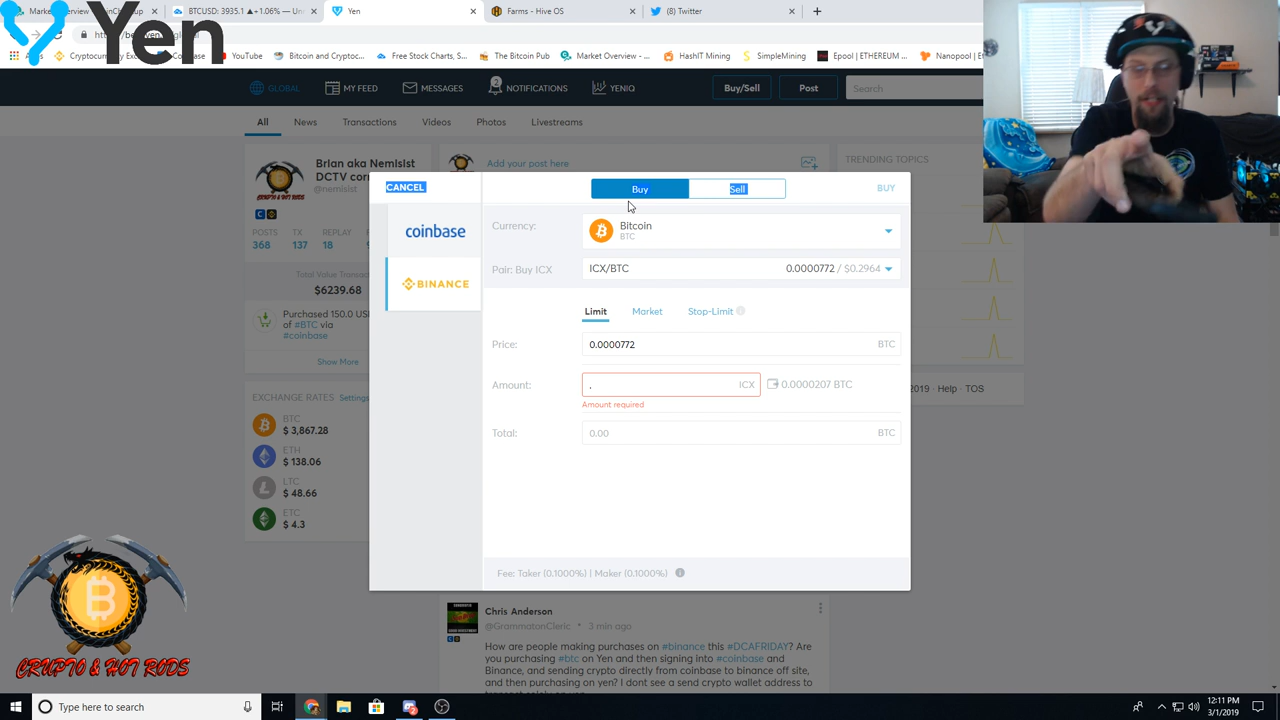 BTCUSD: 3935.1 ▲ +1.06% — Un
Yen
Farms - Hive OS
(8) Twitter
Yen
YouTube
Free Stock Charts, S
The Bitcoin Pub
Market Overview
HashIT Mining
Simplemining
Epool | ETHEREUM ...
Nanopool | E
GLOBAL
MESSAGES
NOTIFICATIONS
YENIQ
Buy/Sell
Post
Search
All
News
Videos
Livestreams
lan aka Nemisist
DCTV cor
@nemisist
Add your post here
TRENDING TOPICS
POSTS
TX
REPLAY
368
137
18
Total Value Transac
$6239.68
Purchased 150.0 US
of #BTC via
#coinbase
Show More
EXCHANGE RATES Settings
BTC
$ 3,867.28
ETH
$ 138.06
LTC
$ 48.66
ETC
$ 4.3
CANCEL
Buy
Sell
BUY
coinbase
BINANCE
Currency:
Bitcoin
BTC
Pair: Buy ICX
ICX/BTC
0.0000772 / $0.2964
Limit
Market
Stop-Limit
Price:
0.0000772
BTC
Amount:
.
ICX
0.0000207 BTC
Amount required
Total:
0.00
BTC
Fee: Taker (0.1000%) | Maker (0.1000%)
2019 · Help · TOS
Chris Anderson
@GrammatonCleric • 3 min ago
How are people making purchases on #binance this #DCAFRIDAY? Are
you purchasing #btc on Yen and then signing into #coinbase and
Binance, and sending crypto directly from coinbase to binance off site,
and then purchasing on yen? I dont see a send crypto wallet address to
CRYPTO & HOT RODS
Type here to search
12:11 PM
3/1/2019